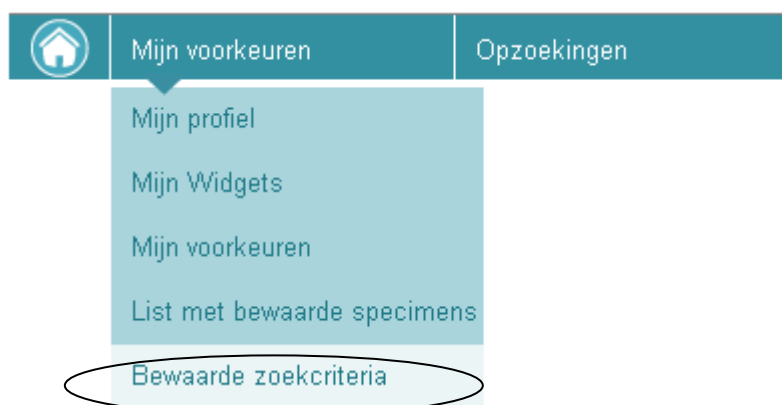 Mijn voorkeuren Opzoekingen
Mijn profiel
Mijn Widgets
Mijn voorkeuren
List met bewaarde specimens
Bewaarde zoekcriteria